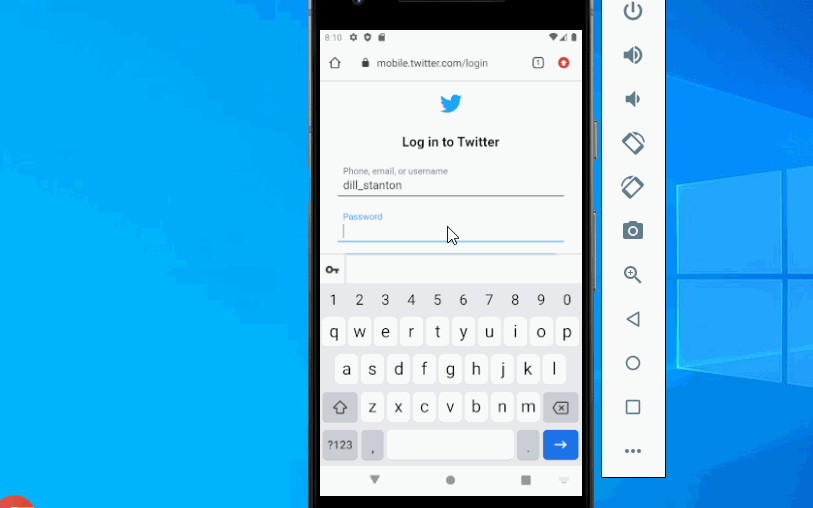 8:10
mobile.twitter.com/login
1
Log in to Twitter
Phone, email, or username
dill_stanton
Password
1 2 3 4 5 6 7 8 9 0
q w e r t y u i o p
a s d f g h j k l
z x c v b n m
?123 , .